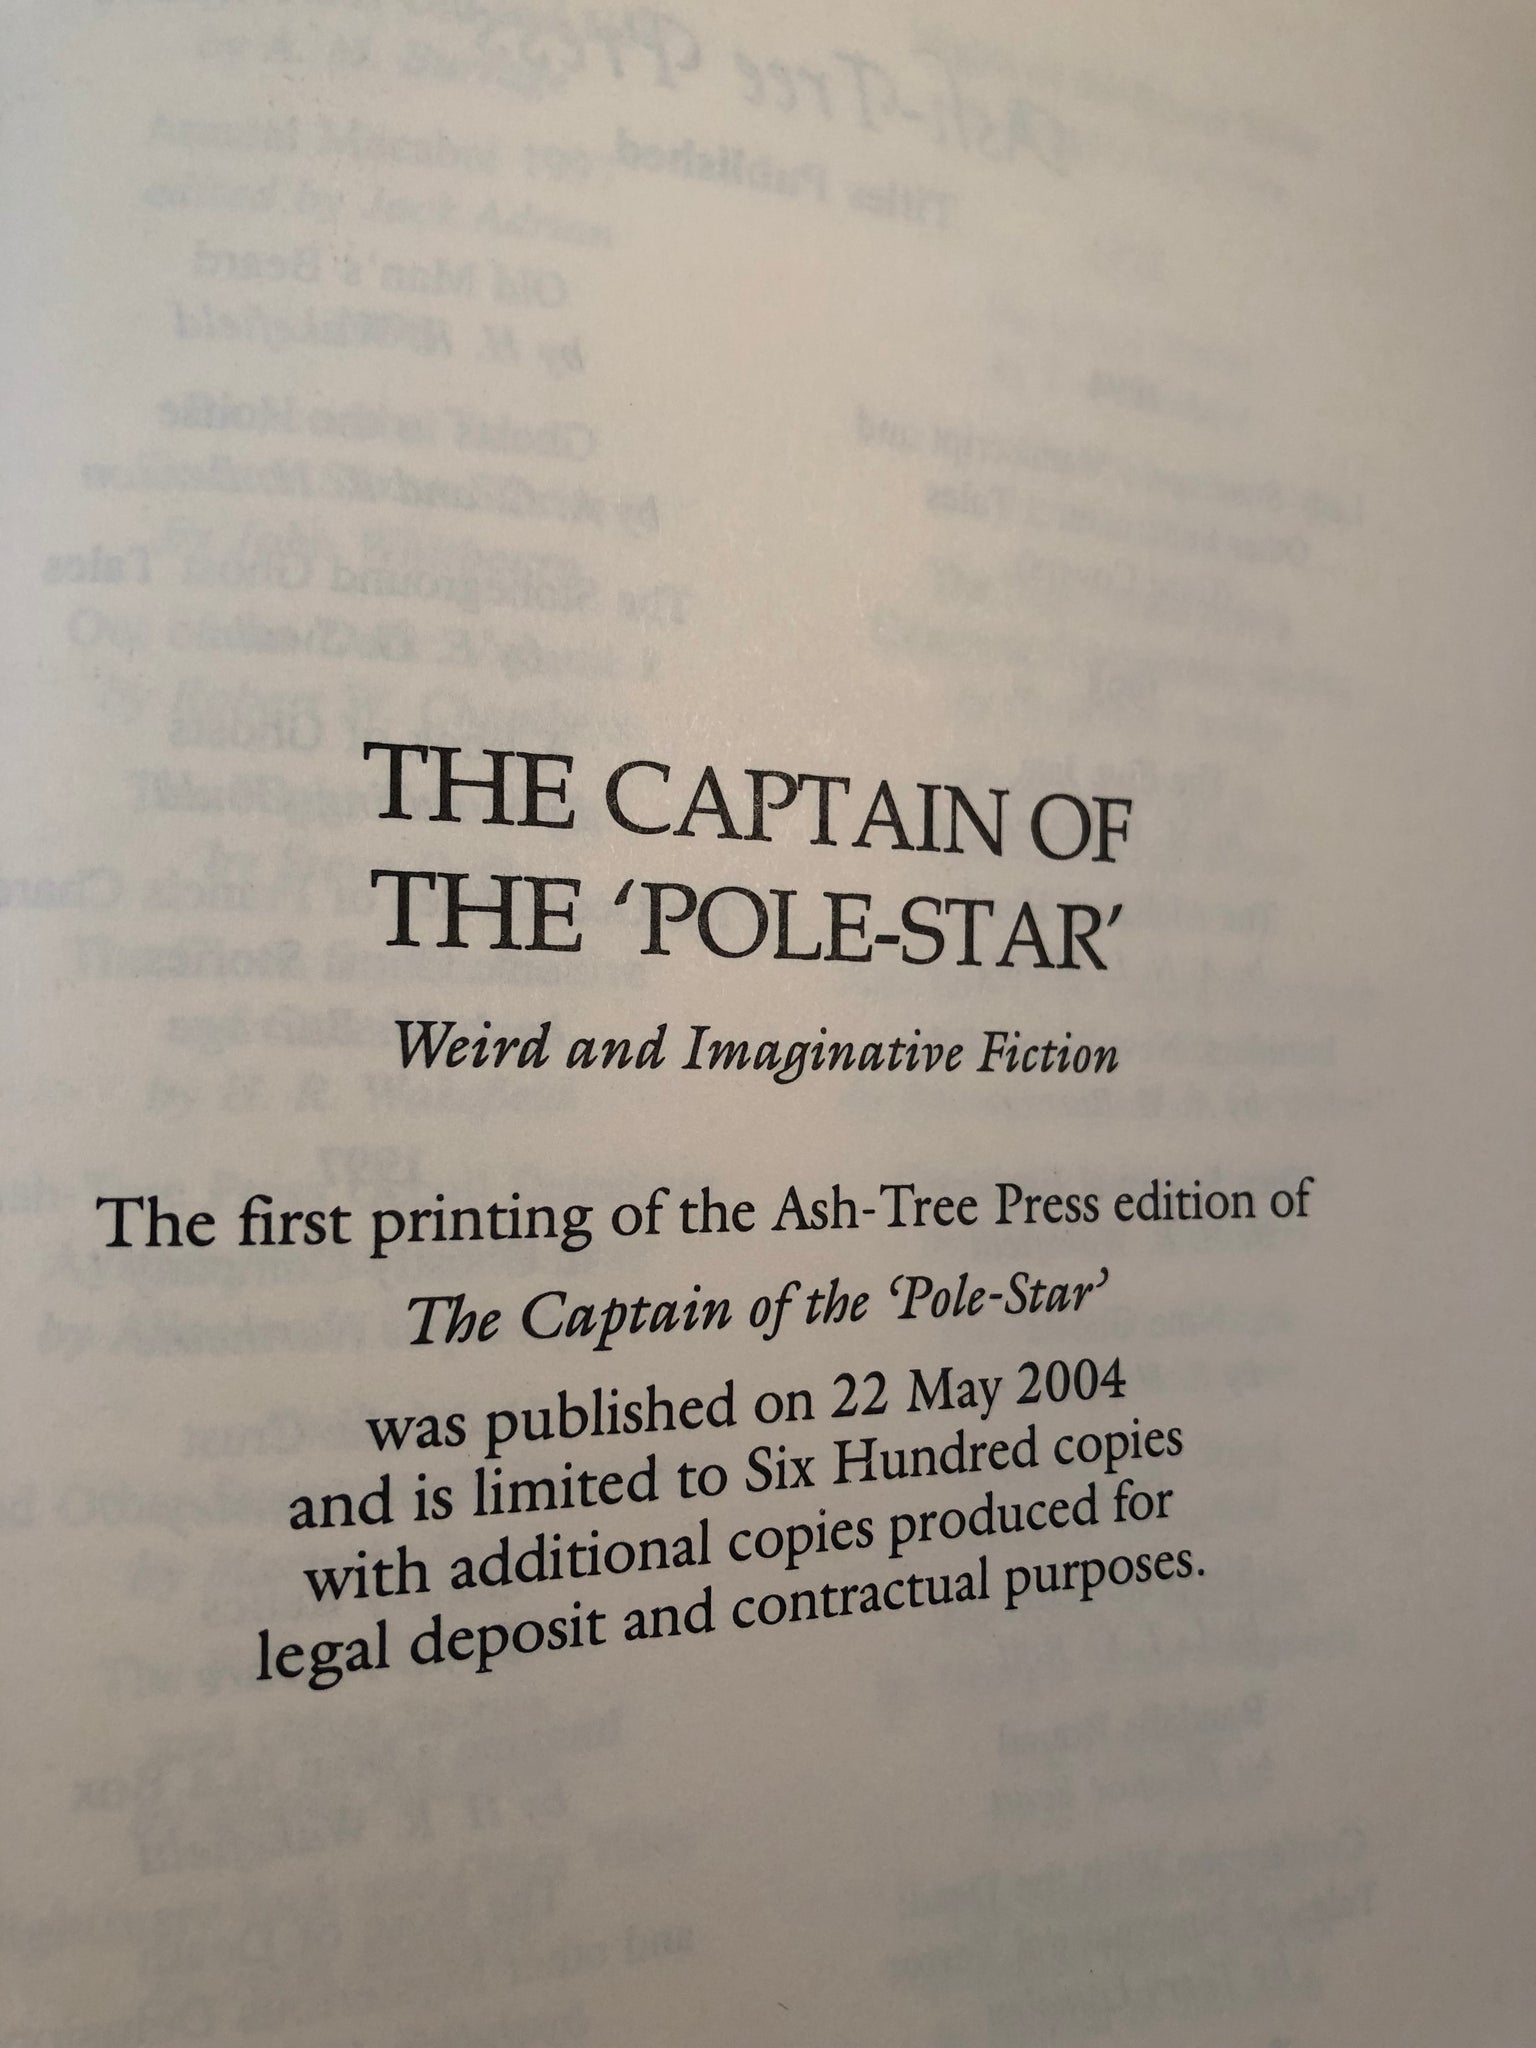 THE CAPTAIN OF
THE ‘POLE-STAR’
Weird and Imaginative Fiction
The first printing of the Ash-Tree Press edition of
The Captain of the ‘Pole-Star’
was published on 22 May 2004
and is limited to Six Hundred copies
with additional copies produced for
legal deposit and contractual purposes.